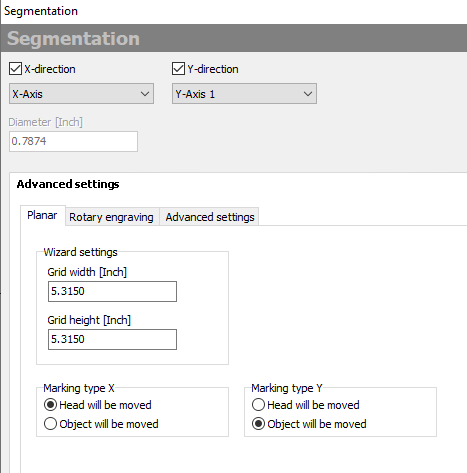 Segmentation
Segmentation
X-direction
Y-direction
X-Axis
Y-Axis 1
Diameter [Inch]
0.7874
Advanced settings
Planar
Rotary engraving
Advanced settings
Wizard settings
Grid width [Inch]
5.3150
Grid height [Inch]
5.3150
Marking type X
Head will be moved
Object will be moved
Marking type Y
Head will be moved
Object will be moved